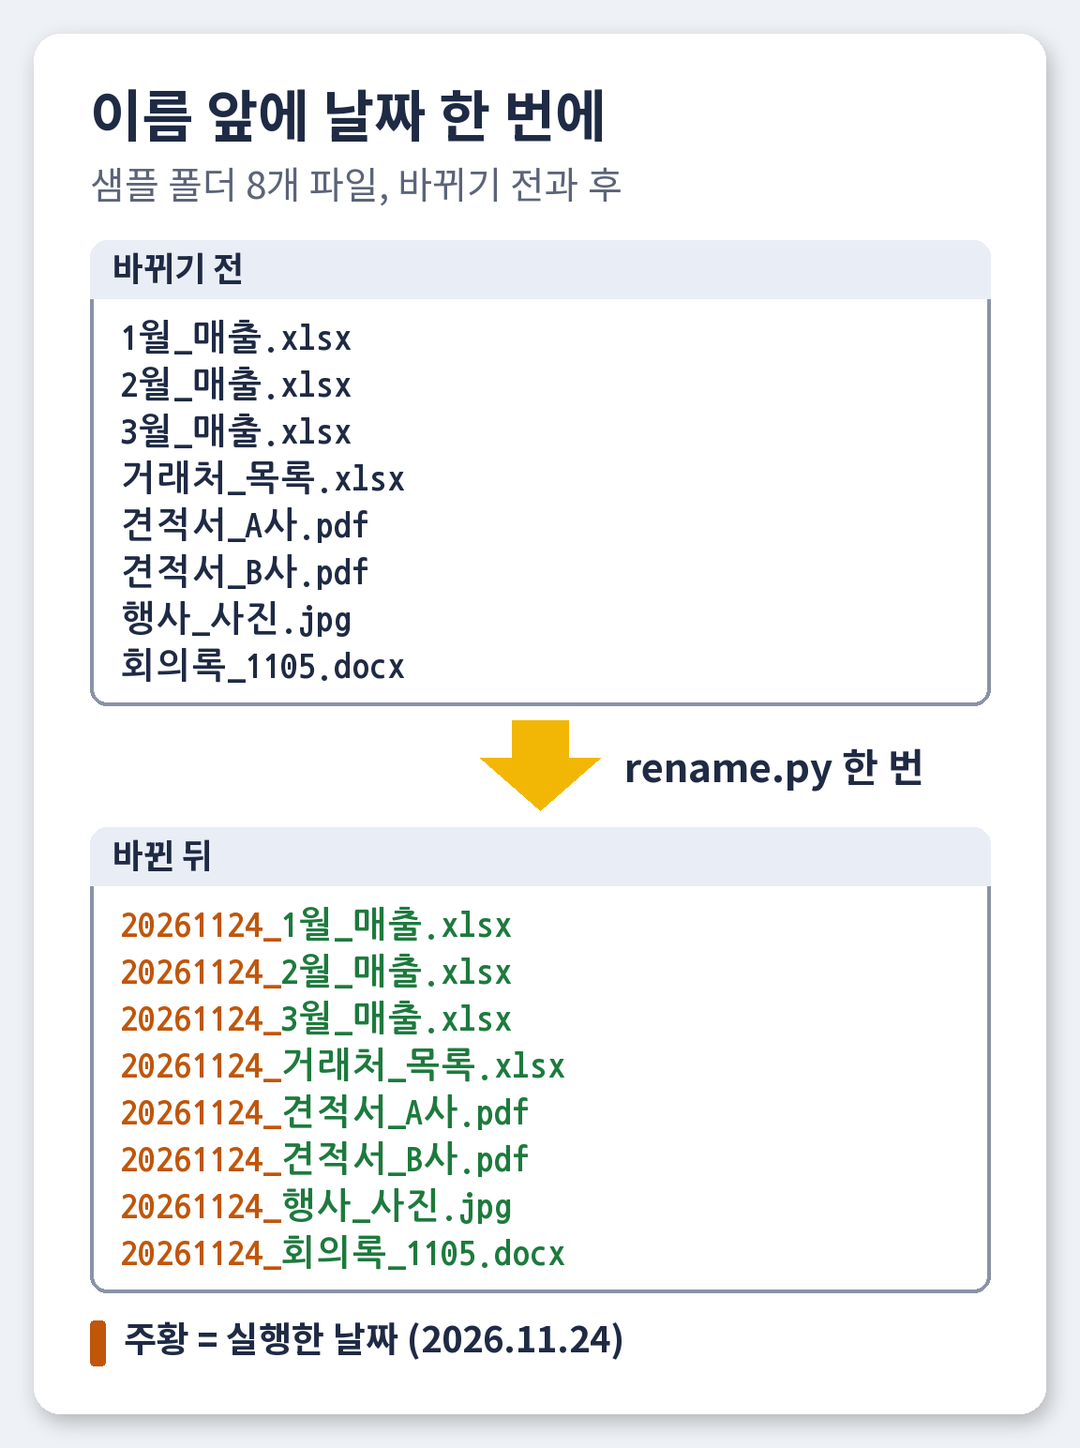 이름 앞에 날짜 한 번에
샘플 폴더 8개 파일, 바뀌기 전과 후
바뀌기 전
1월_매출.xlsx
2월_매출.xlsx
3월_매출.xlsx
거래처_목록.xlsx
견적서_A사.pdf
견적서_B사.pdf
행사_사진.jpg
회의록_1105.docx
rename.py 한 번
바뀐 뒤
20261124_1월_매출.xlsx
20261124_2월_매출.xlsx
20261124_3월_매출.xlsx
20261124_거래처_목록.xlsx
20261124_견적서_A사.pdf
20261124_견적서_B사.pdf
20261124_행사_사진.jpg
20261124_회의록_1105.docx
주황 = 실행한 날짜 (2026.11.24)